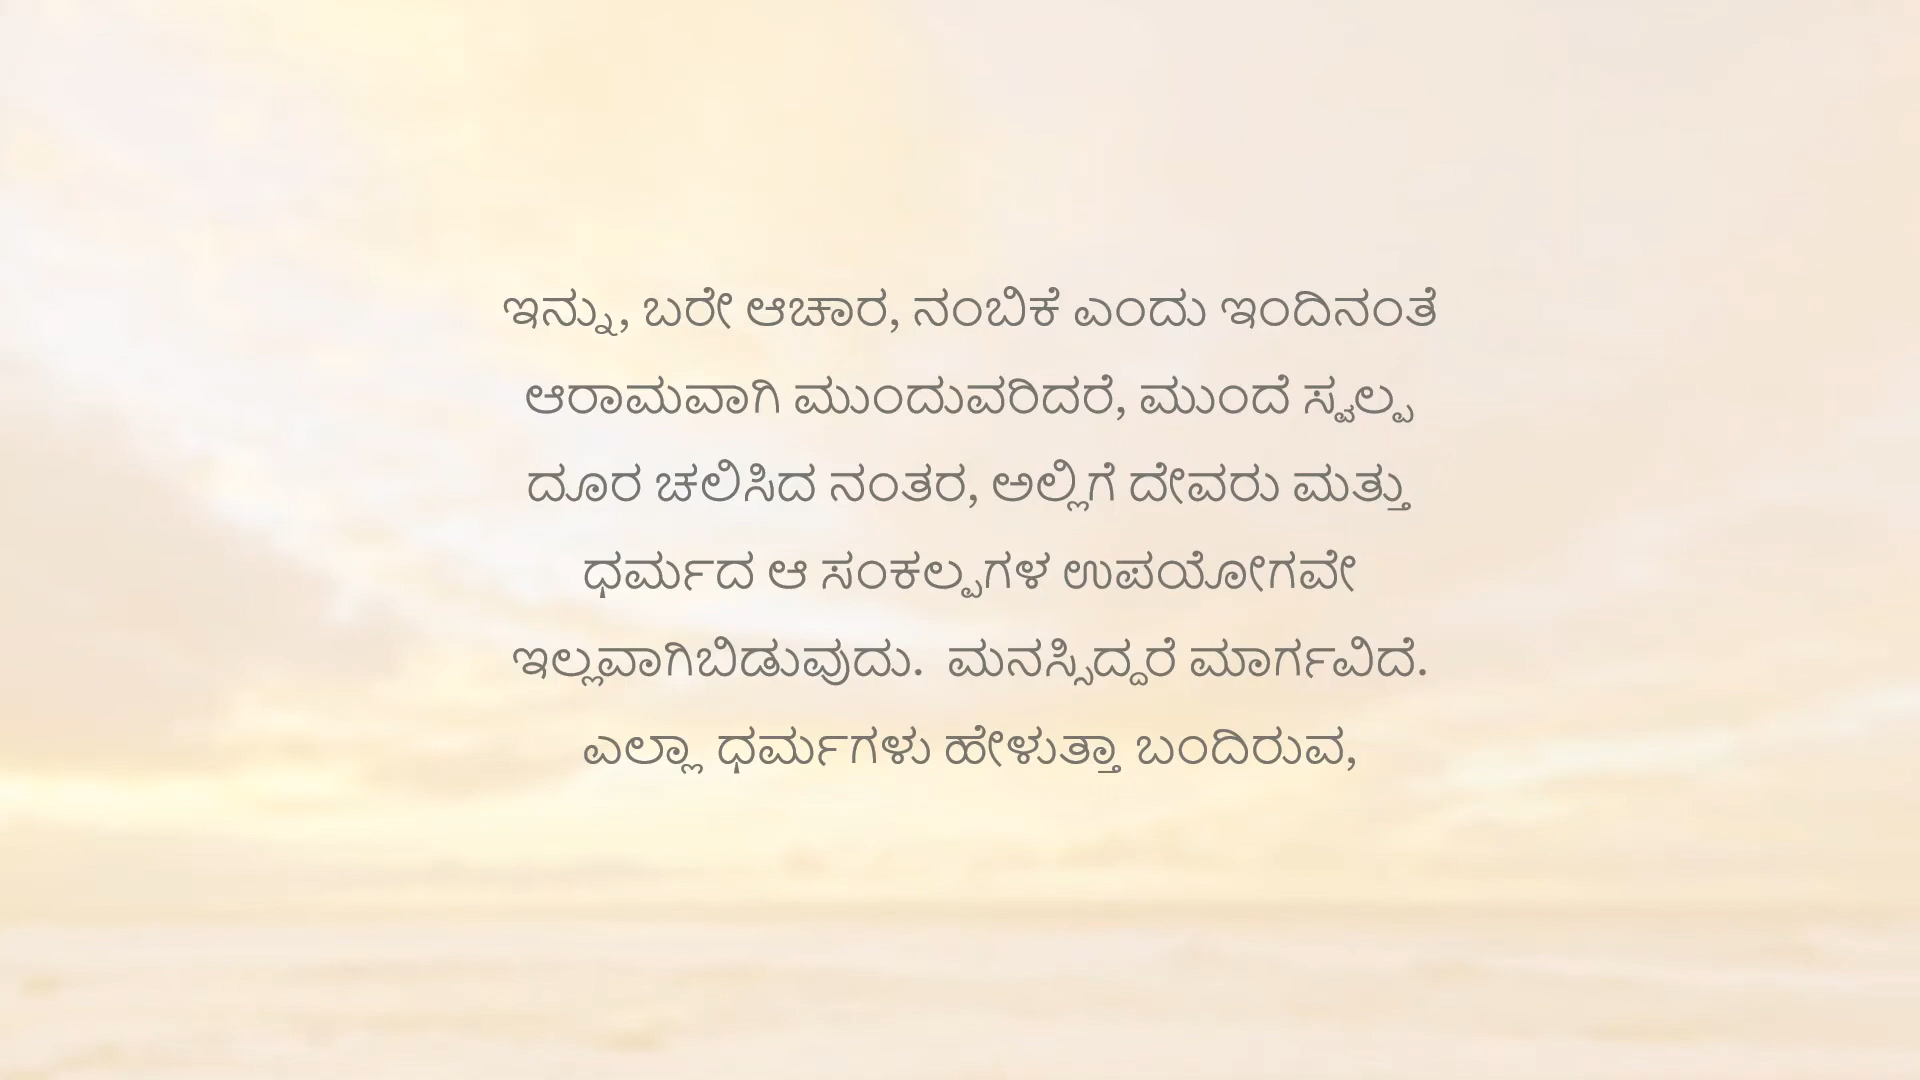 ಇನ್ನು, ಬರೇ ಆಚಾರ, ನಂಬಿಕೆ ಎಂದು ಇಂದಿನಂತೆ
ಆರಾಮವಾಗಿ ಮುಂದುವರಿದರೆ, ಮುಂದೆ ಸ್ವಲ್ಪ
ದೂರ ಚಲಿಸಿದ ನಂತರ, ಅಲ್ಲಿಗೆ ದೇವರು ಮತ್ತು
ಧರ್ಮದ ಆ ಸಂಕಲ್ಪಗಳ ಉಪಯೋಗವೇ
ಇಲ್ಲವಾಗಿಬಿಡುವುದು.  ಮನಸ್ಸಿದ್ದರೆ ಮಾರ್ಗವಿದೆ.
ಎಲ್ಲಾ ಧರ್ಮಗಳು ಹೇಳುತ್ತಾ ಬಂದಿರುವ,